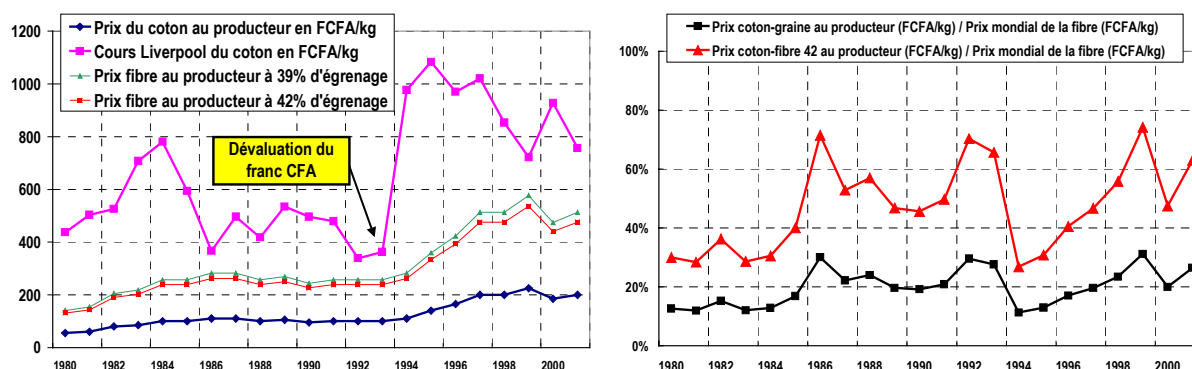 Prix du coton au producteur en FCFA/kg
Cours Liverpool du coton en FCFA/kg
Prix fibre au producteur à 39% d'égrenage
Prix fibre au producteur à 42% d'égrenage
1200
1000
800
600
400
200
0
Dévaluation du
franc CFA
1980 1982 1984 1986 1988 1990 1992 1994 1996 1998 2000
Prix coton-graine au producteur (FCFA/kg) / Prix mondial de la fibre (FCFA/kg)
Prix coton-fibre 42 au producteur (FCFA/kg) / Prix mondial de la fibre (FCFA/kg)
100%
80%
60%
40%
20%
0%
1980 1982 1984 1986 1988 1990 1992 1994 1996 1998 2000